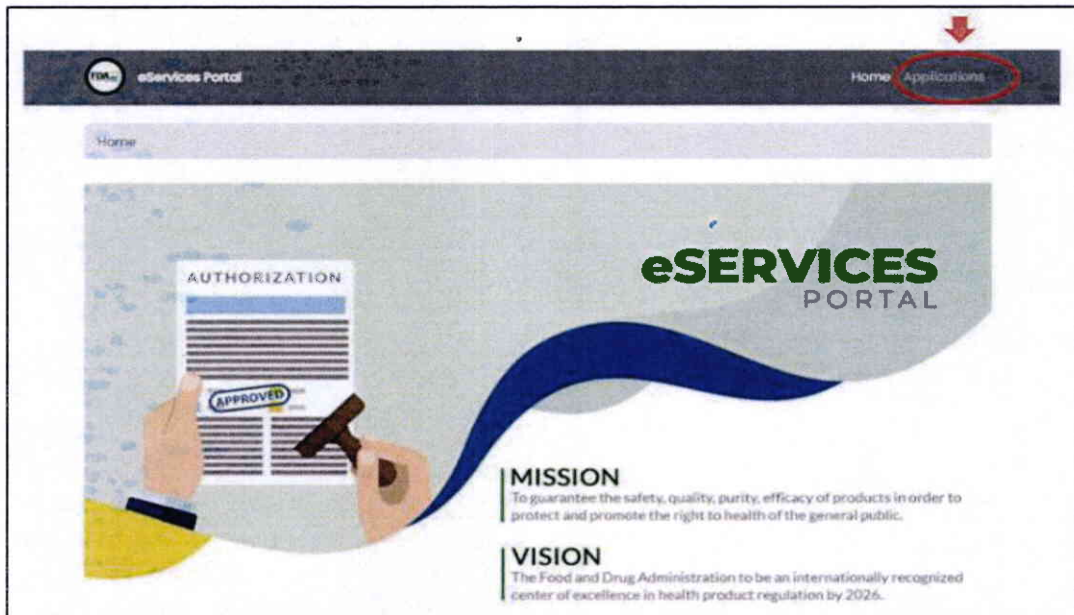 FDA
eServices Portal
Home
Applications
Home
AUTHORIZATION
APPROVED
eSERVICES
PORTAL
MISSION
To guarantee the safety, quality, purity, efficacy of products in order to
protect and promote the right to health of the general public.
VISION
The Food and Drug Administration to be an internationally recognized
center of excellence in health product regulation by 2026.